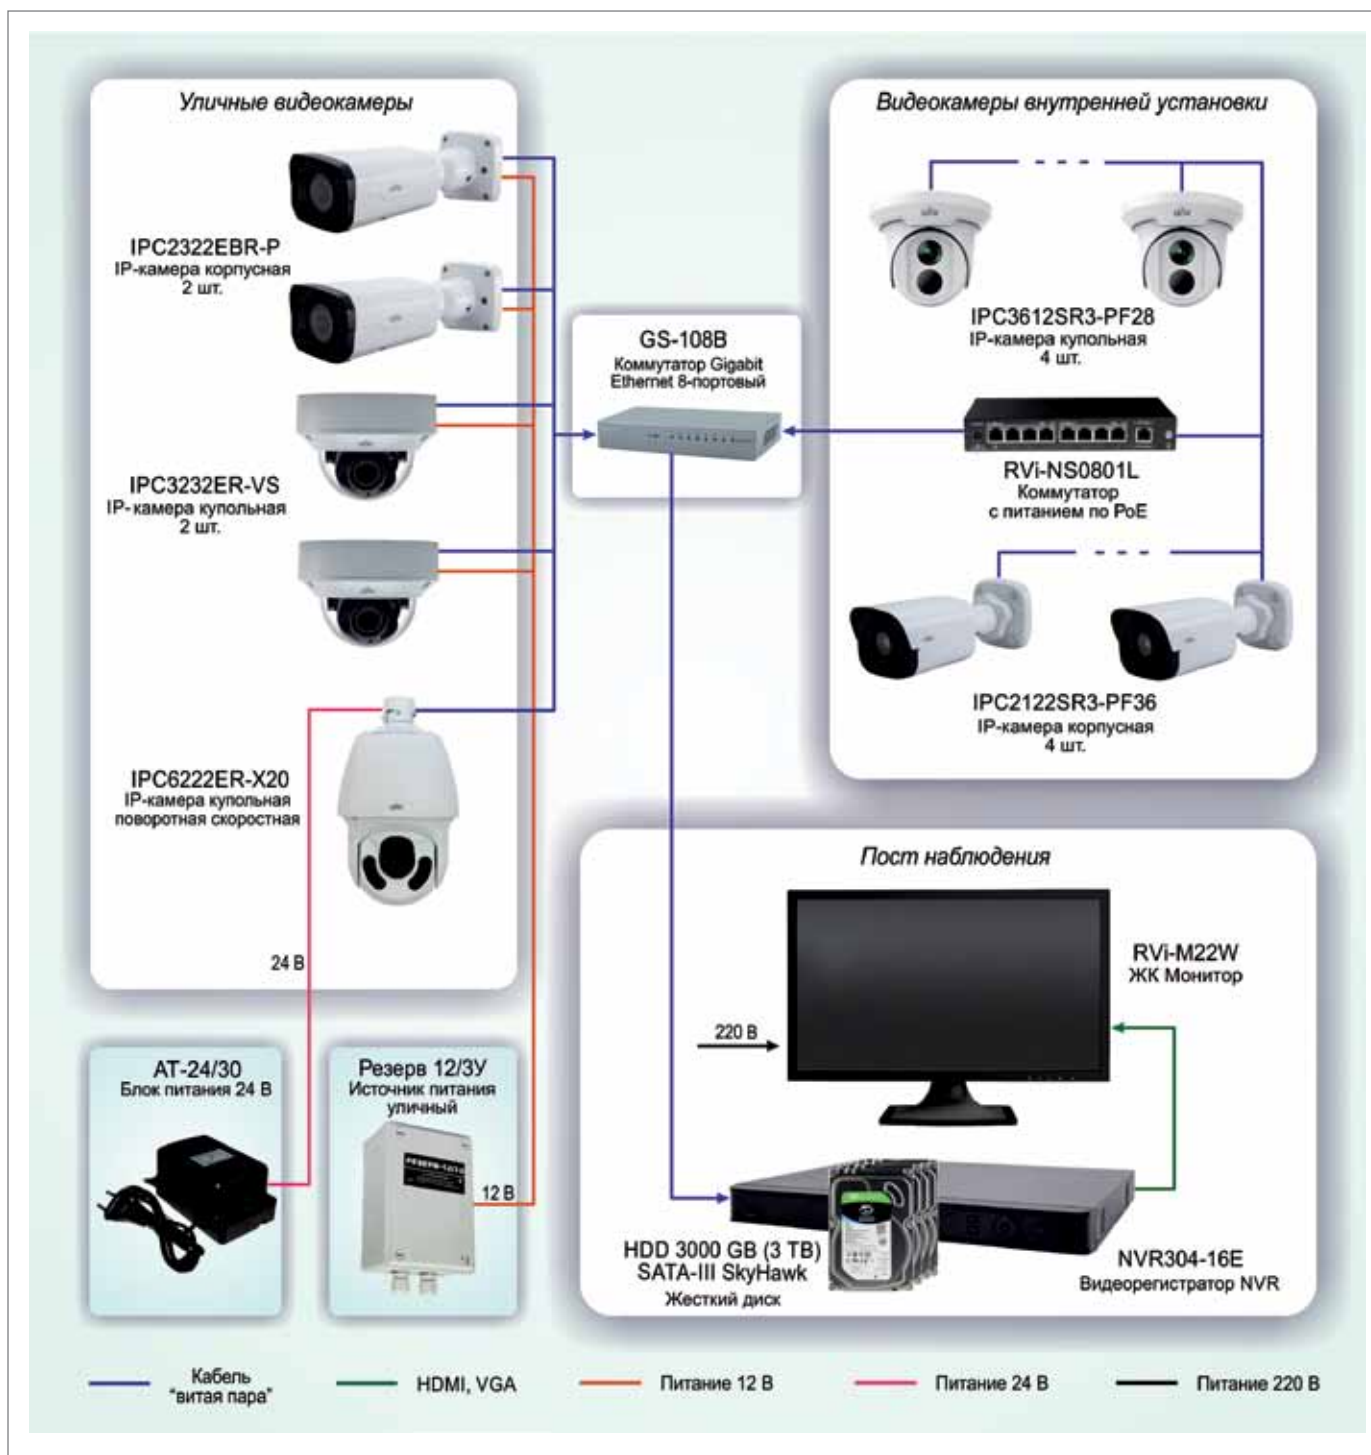 Уличные видеокамеры
IPC2322EBR-P
IP-камера корпусная
2 шт.
IPC3232ER-VS
IP-камера купольная
2 шт.
IPC6222ER-X20
IP-камера купольная
поворотная скоростная
24 В
GS-108B
Коммутатор Gigabit
Ethernet 8-портовый
Видеокамеры внутренней установки
IPC3612SR3-PF28
IP-камера купольная
4 шт.
RVi-NS0801L
Коммутатор
с питанием по PoE
IPC2122SR3-PF36
IP-камера корпусная
4 шт.
AT-24/30
Блок питания 24 В
Резерв 12/3У
Источник питания
уличный
12 В
Пост наблюдения
RVi-M22W
ЖК Монитор
220 В
HDD 3000 GB (3 TB)
SATA-III SkyHawk
Жесткий диск
NVR304-16E
Видеорегистратор NVR
Кабель
"витая пара"
HDMI, VGA
Питание 12 В
Питание 24 В
Питание 220 В